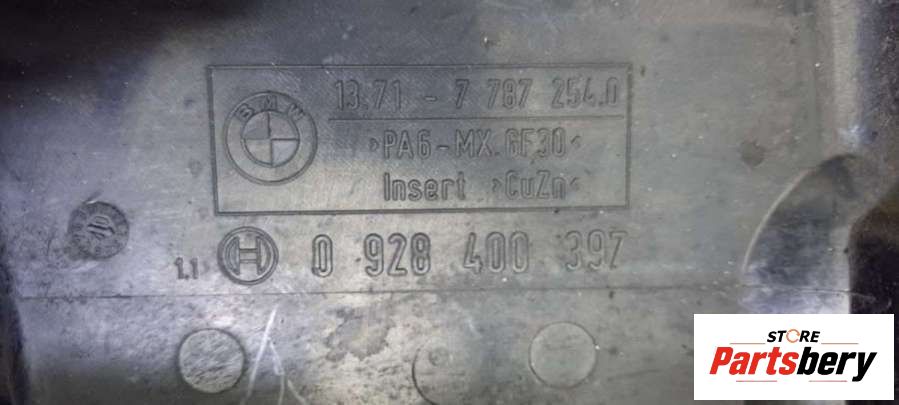 13.71 - 7 787 254.0
BMW
>PA6-MX.GF30<
Insert >CuZn<
1.1 0 928 400 397
STORE
Partsbery